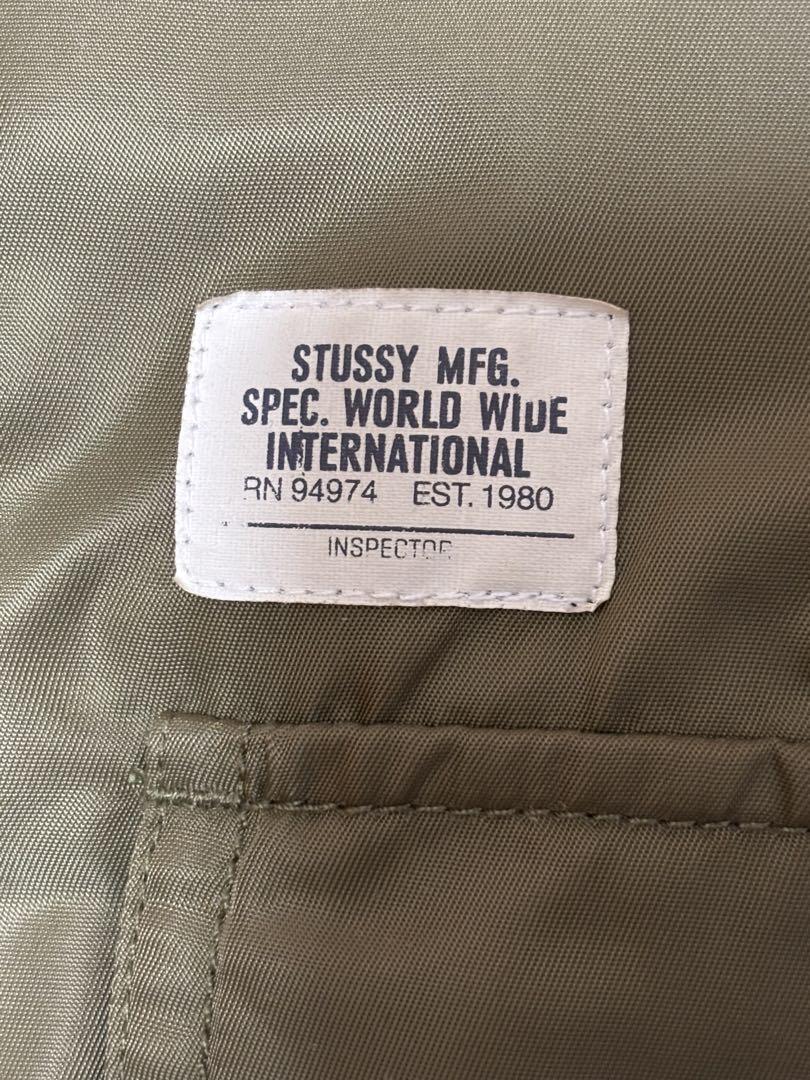 STUSSY MFG.
SPEC. WORLD WIDE
INTERNATIONAL
RN 94974 EST. 1980
INSPECTOR